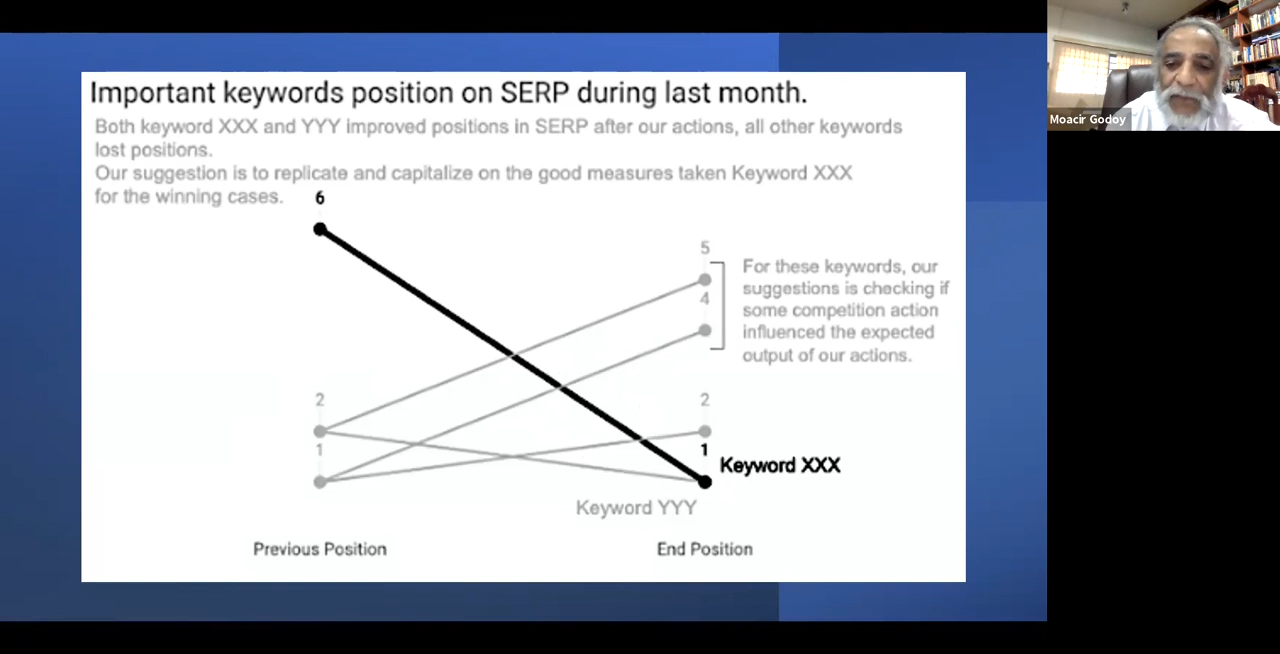 Important keywords position on SERP during last month.
Both keyword XXX and YYY improved positions in SERP after our actions, all other keywords
lost positions.
Our suggestion is to replicate and capitalize on the good measures taken Keyword XXX
for the winning cases.
6
5
For these keywords, our
suggestions is checking if
4
some competition action
influenced the expected
output of our actions.
2
2
1
1
Keyword XXX
Keyword YYY
Previous Position
End Position
Moacir Godoy